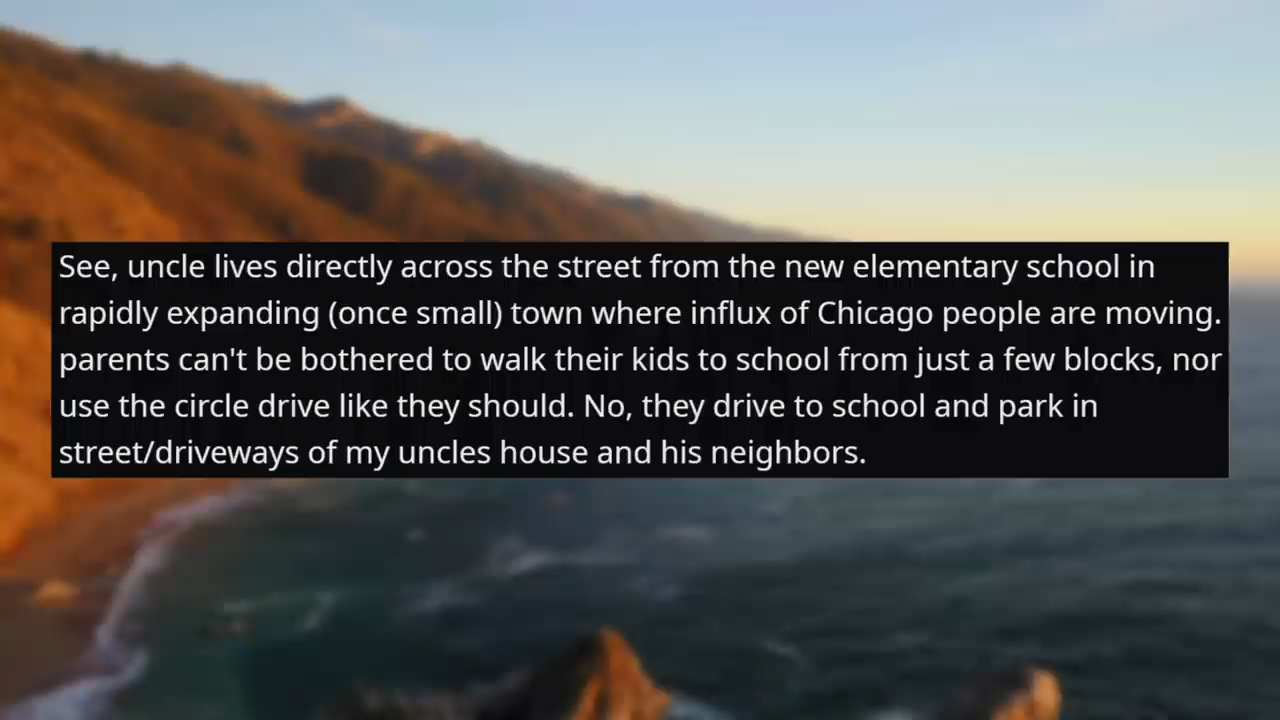 See, uncle lives directly across the street from the new elementary school in
rapidly expanding (once small) town where influx of Chicago people are moving.
parents can't be bothered to walk their kids to school from just a few blocks, nor
use the circle drive like they should. No, they drive to school and park in
street/driveways of my uncles house and his neighbors.